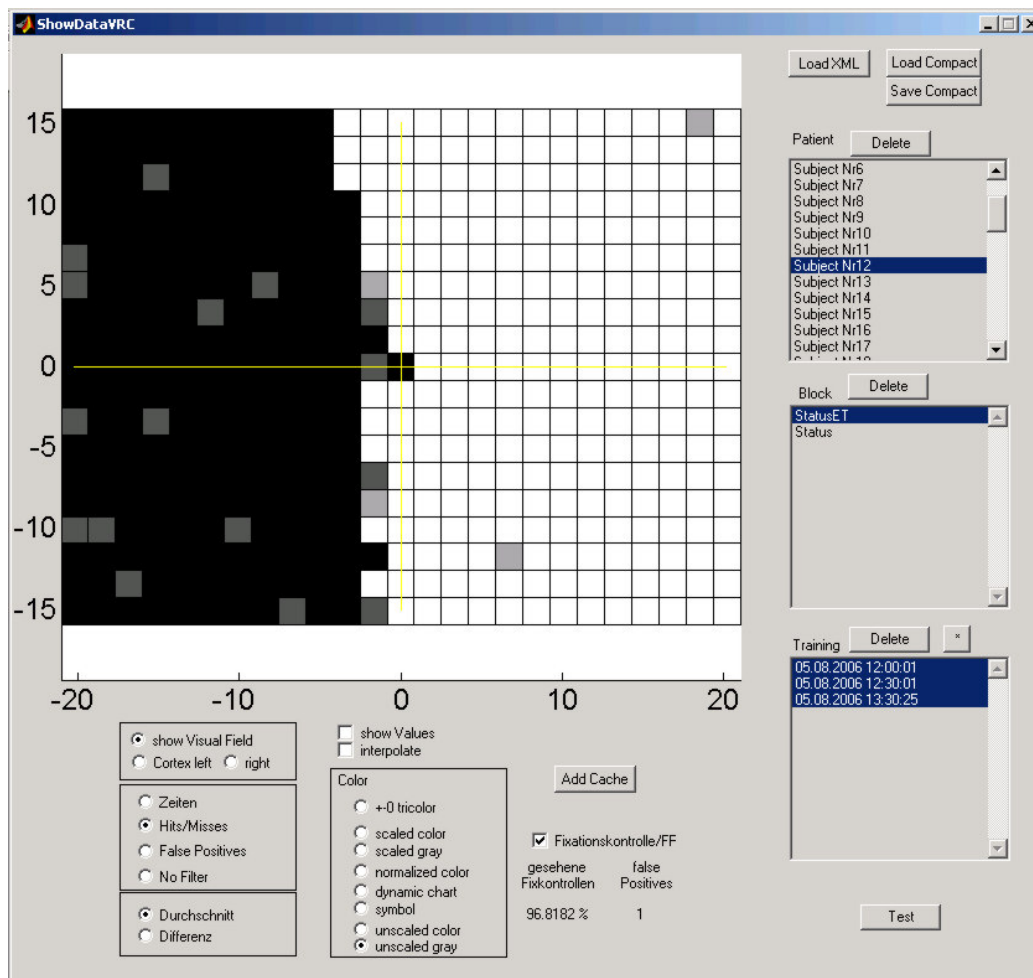 ShowDataVRC
Load XML
Load Compact
Save Compact
15
10
5
0
-5
-10
-15
-20
-10
0
10
20
Patient
Delete
Subject Nr6
Subject Nr7
Subject Nr8
Subject Nr9
Subject Nr10
Subject Nr11
Subject Nr12
Subject Nr13
Subject Nr14
Subject Nr15
Subject Nr16
Subject Nr17
Block
Delete
StatusET
Status
Training
Delete
*
05.08.2006 12:00:01
05.08.2006 12:30:01
05.08.2006 13:30:25
show Visual Field
Cortex left
right
Zeiten
Hits/Misses
False Positives
No Filter
Durchschnitt
Differenz
show Values
interpolate
Color
+-0 tricolor
scaled color
scaled gray
normalized color
dynamic chart
symbol
unscaled color
unscaled gray
Add Cache
Fixationskontrolle/FF
gesehene
Fixkontrollen
false
Positives
96.8182 %
1
Test